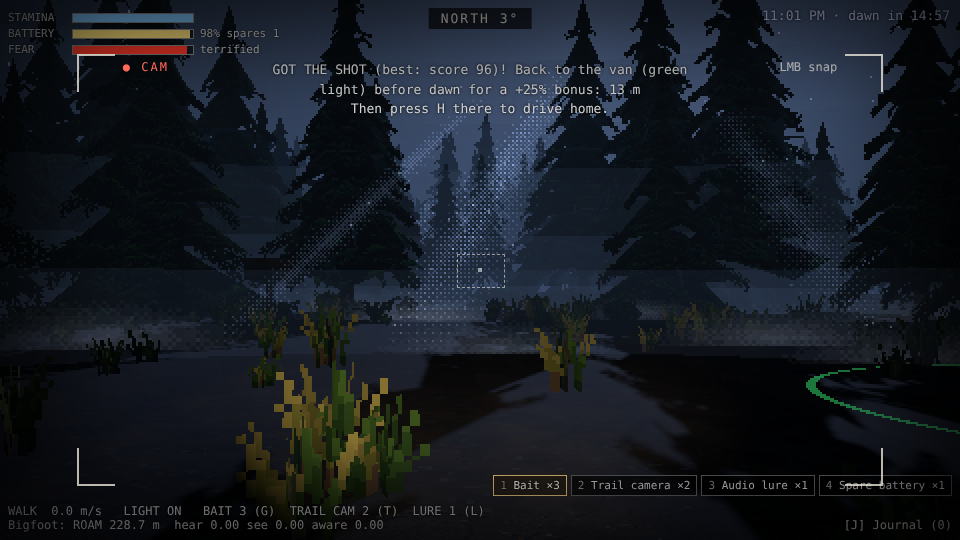 STAMINA
BATTERY 98% spares 1
FEAR terrified
NORTH 3°
11:01 PM · dawn in 14:57
● CAM
LMB snap
GOT THE SHOT (best: score 96)! Back to the van (green
light) before dawn for a +25% bonus: 13 m
Then press H there to drive home.
1 Bait ×3 2 Trail camera ×2 3 Audio lure ×1 4 Spare battery ×1
WALK 0.0 m/s LIGHT ON BAIT 3 (G) TRAIL CAM 2 (T) LURE 1 (L)
Bigfoot: ROAM 228.7 m hear 0.00 see 0.00 aware 0.00
[J] Journal (0)